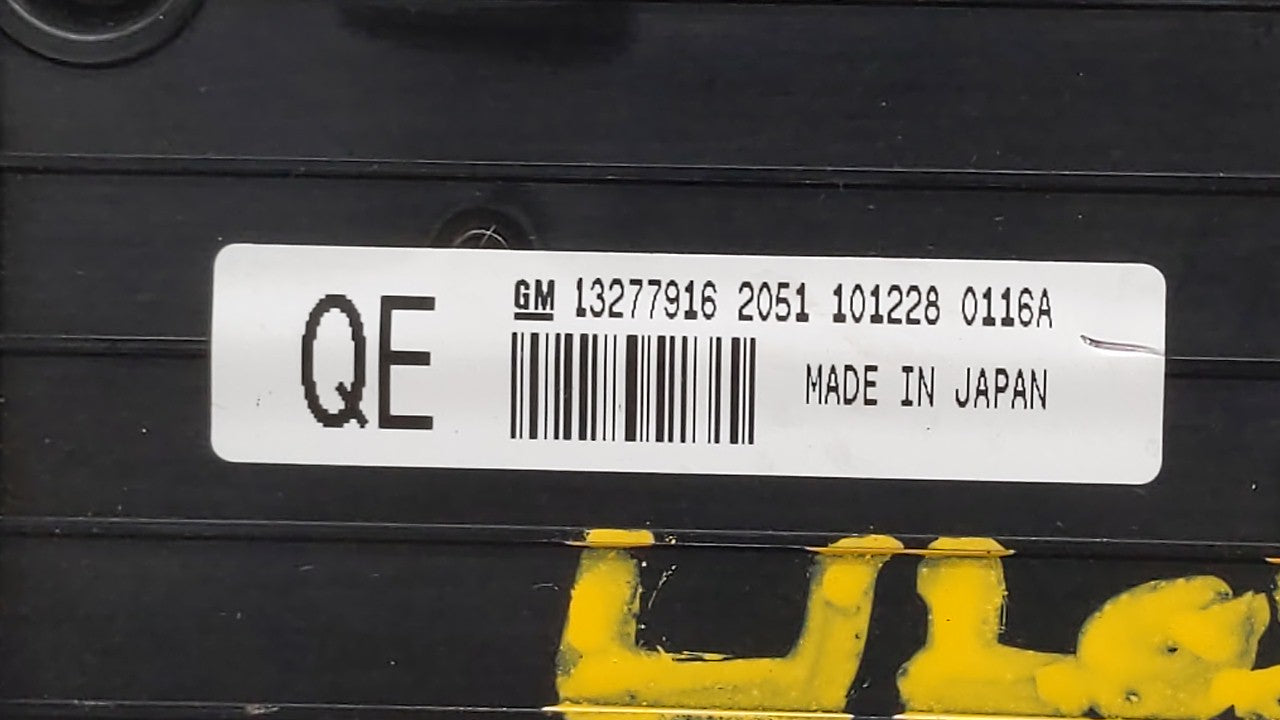 QE
GM 13277916 2051 101228 0116A
MADE IN JAPAN